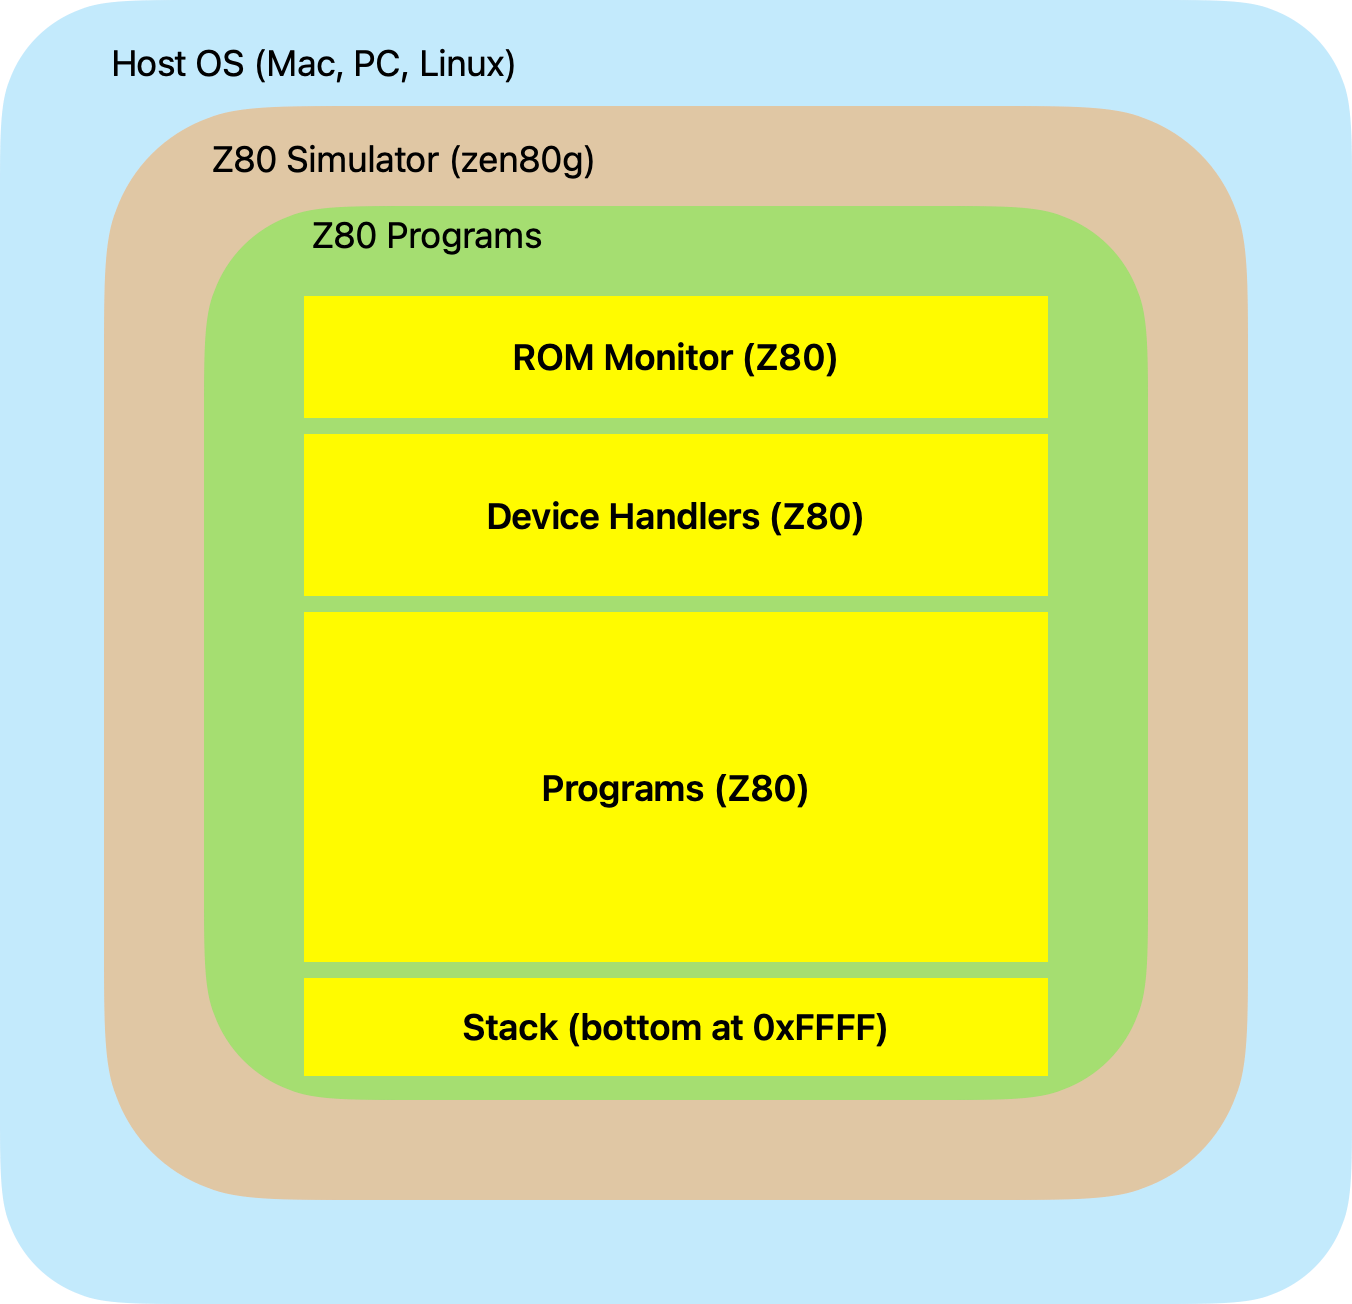 Host OS (Mac, PC, Linux)
Z80 Simulator (zen80g)
Z80 Programs
ROM Monitor (Z80)
Device Handlers (Z80)
Programs (Z80)
Stack (bottom at 0xFFFF)